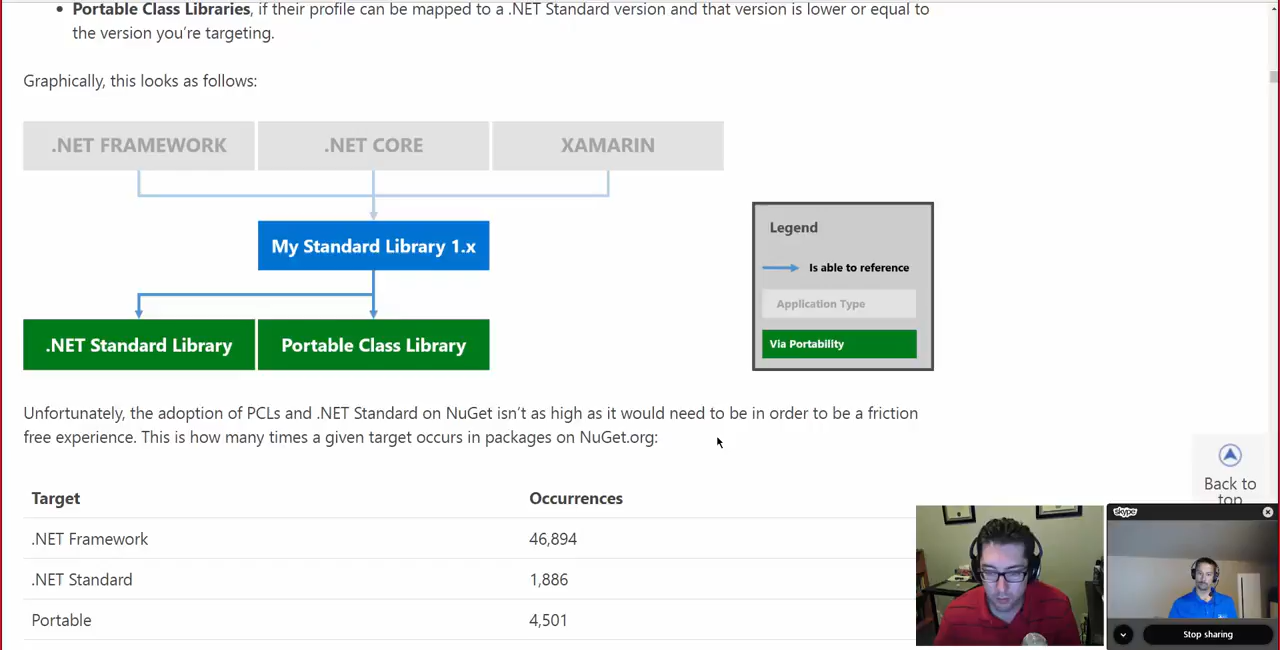 Portable Class Libraries, if their profile can be mapped to a .NET Standard version and that version is lower or equal to
the version you're targeting.
Graphically, this looks as follows:
.NET FRAMEWORK
.NET CORE
XAMARIN
My Standard Library 1.x
.NET Standard Library
Portable Class Library
Legend
Is able to reference
Application Type
Via Portability
Unfortunately, the adoption of PCLs and .NET Standard on NuGet isn't as high as it would need to be in order to be a friction
free experience. This is how many times a given target occurs in packages on NuGet.org:
Target Occurrences
.NET Framework 46,894
.NET Standard 1,886
Portable 4,501
Back to
top
skype
Stop sharing